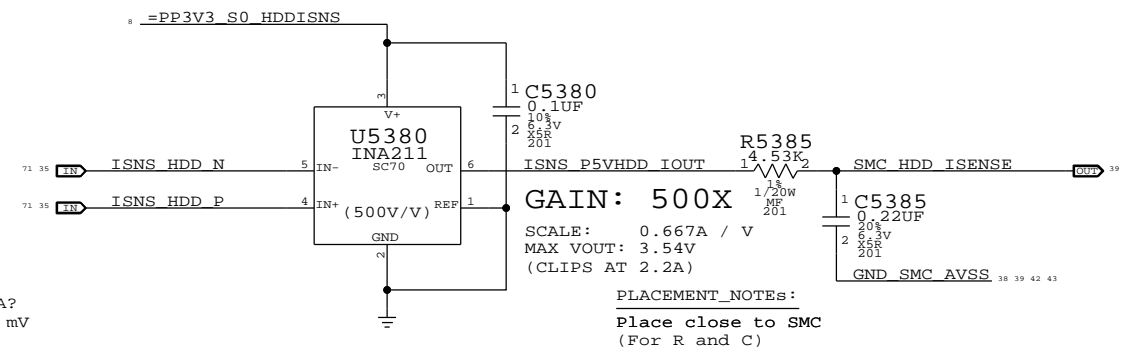 8 =PP3V3_S0_HDDISNS
3
V+
U5380
INA211
SC70
71 35 IN ISNS_HDD_N 5 IN-
OUT 6 ISNS_P5VHDD_IOUT
71 35 IN ISNS_HDD_P 4 IN+
(500V/V) REF 1
GND
2
1 C5380
0.1UF
10%
6.3V
2 X5R
201
R5385
1 4.53K 2
1%
1/20W
MF
201
SMC_HDD_ISENSE OUT 39
GAIN: 500X
SCALE: 0.667A / V
MAX VOUT: 3.54V
(CLIPS AT 2.2A)
1 C5385
0.22UF
20%
6.3V
2 X5R
201
GND_SMC_AVSS 38 39 42 43
PLACEMENT_NOTEs:
Place close to SMC
(For R and C)
A?
mV